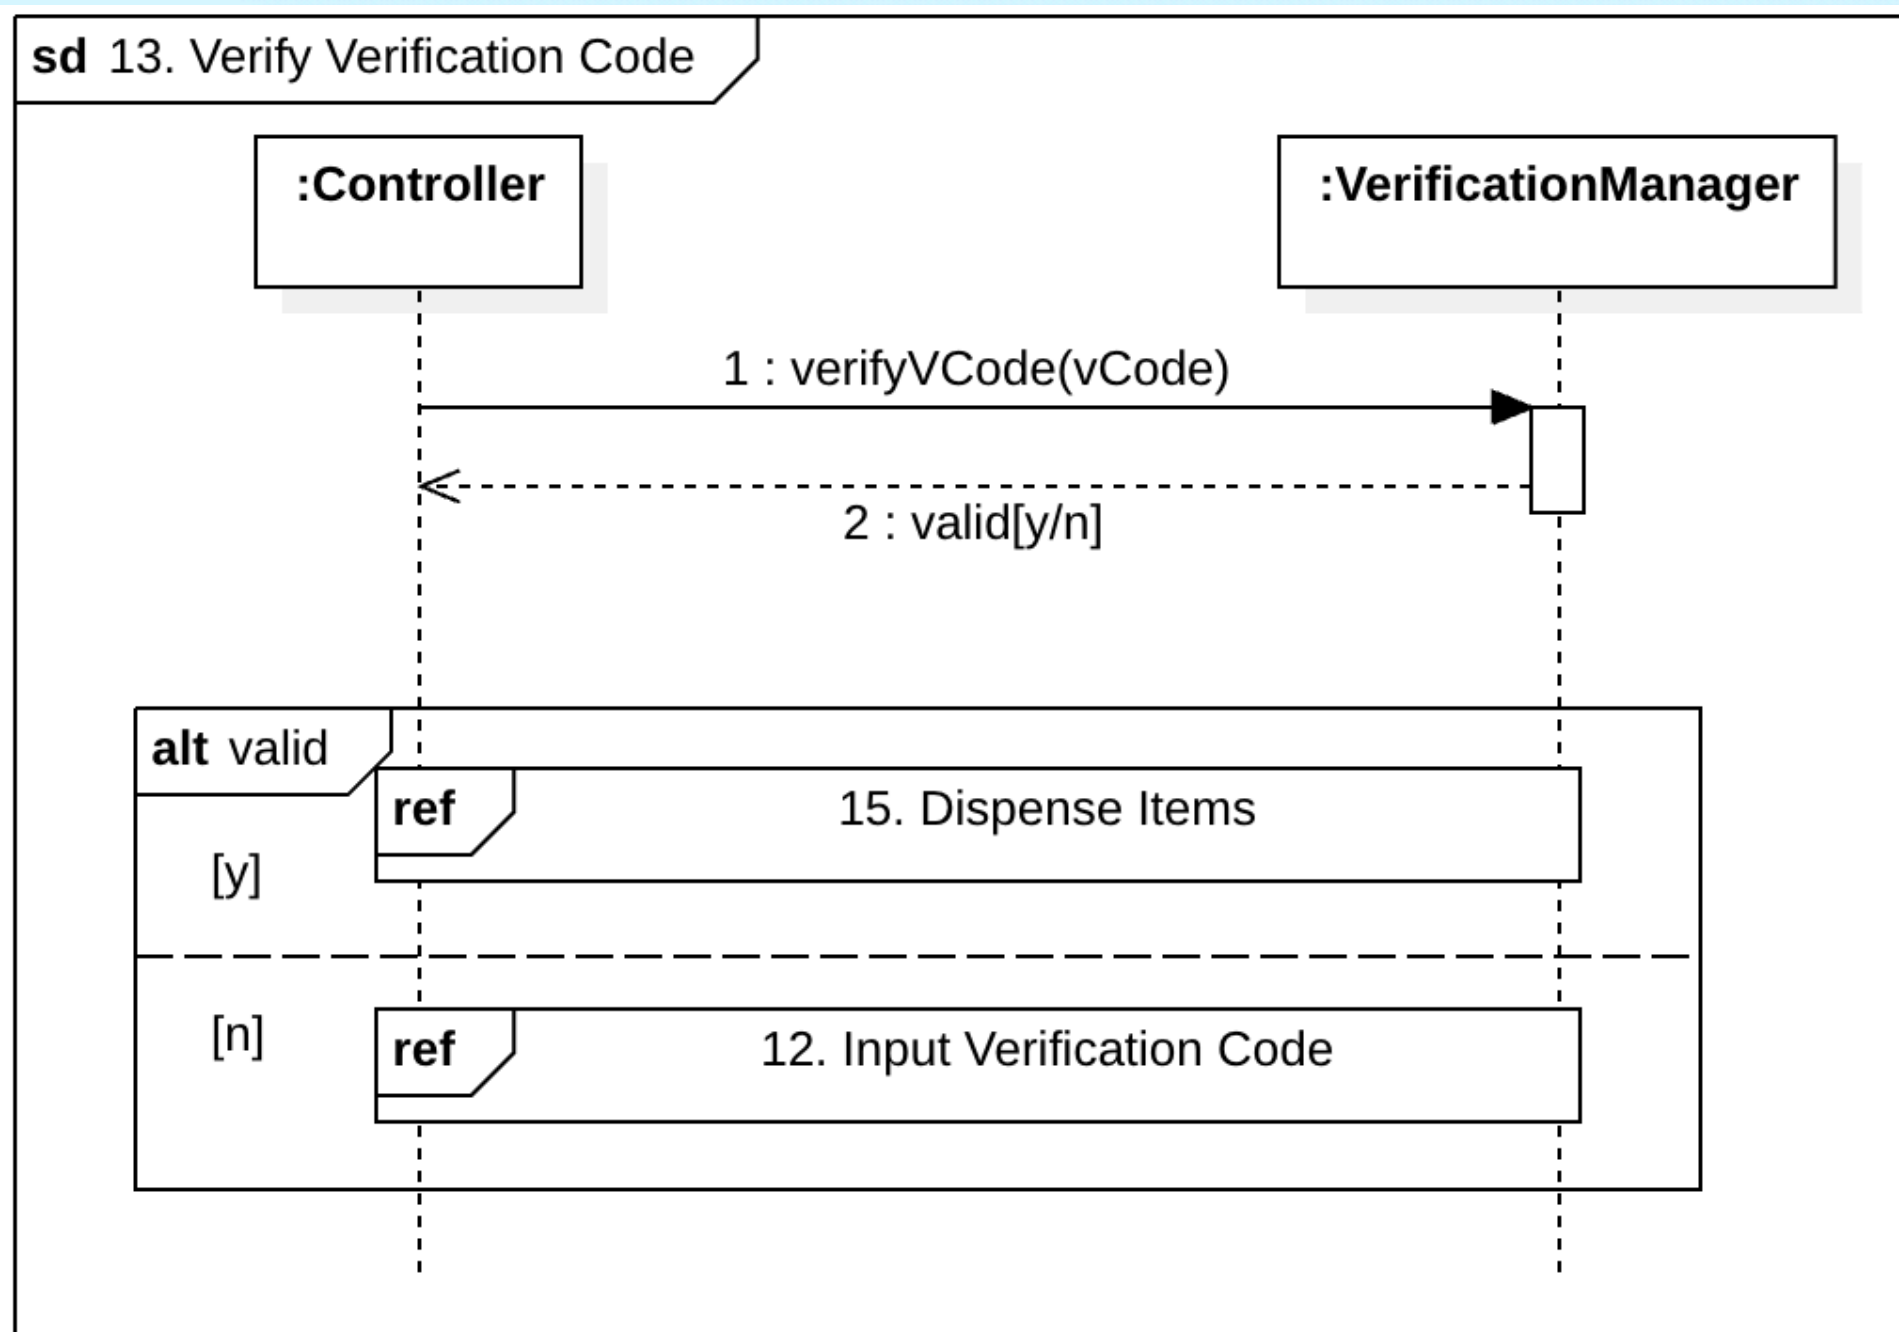 sd 13. Verify Verification Code
:Controller
:VerificationManager
1 : verifyVCode(vCode)
2 : valid[y/n]
alt valid
ref
15. Dispense Items
[y]
[n]
ref
12. Input Verification Code